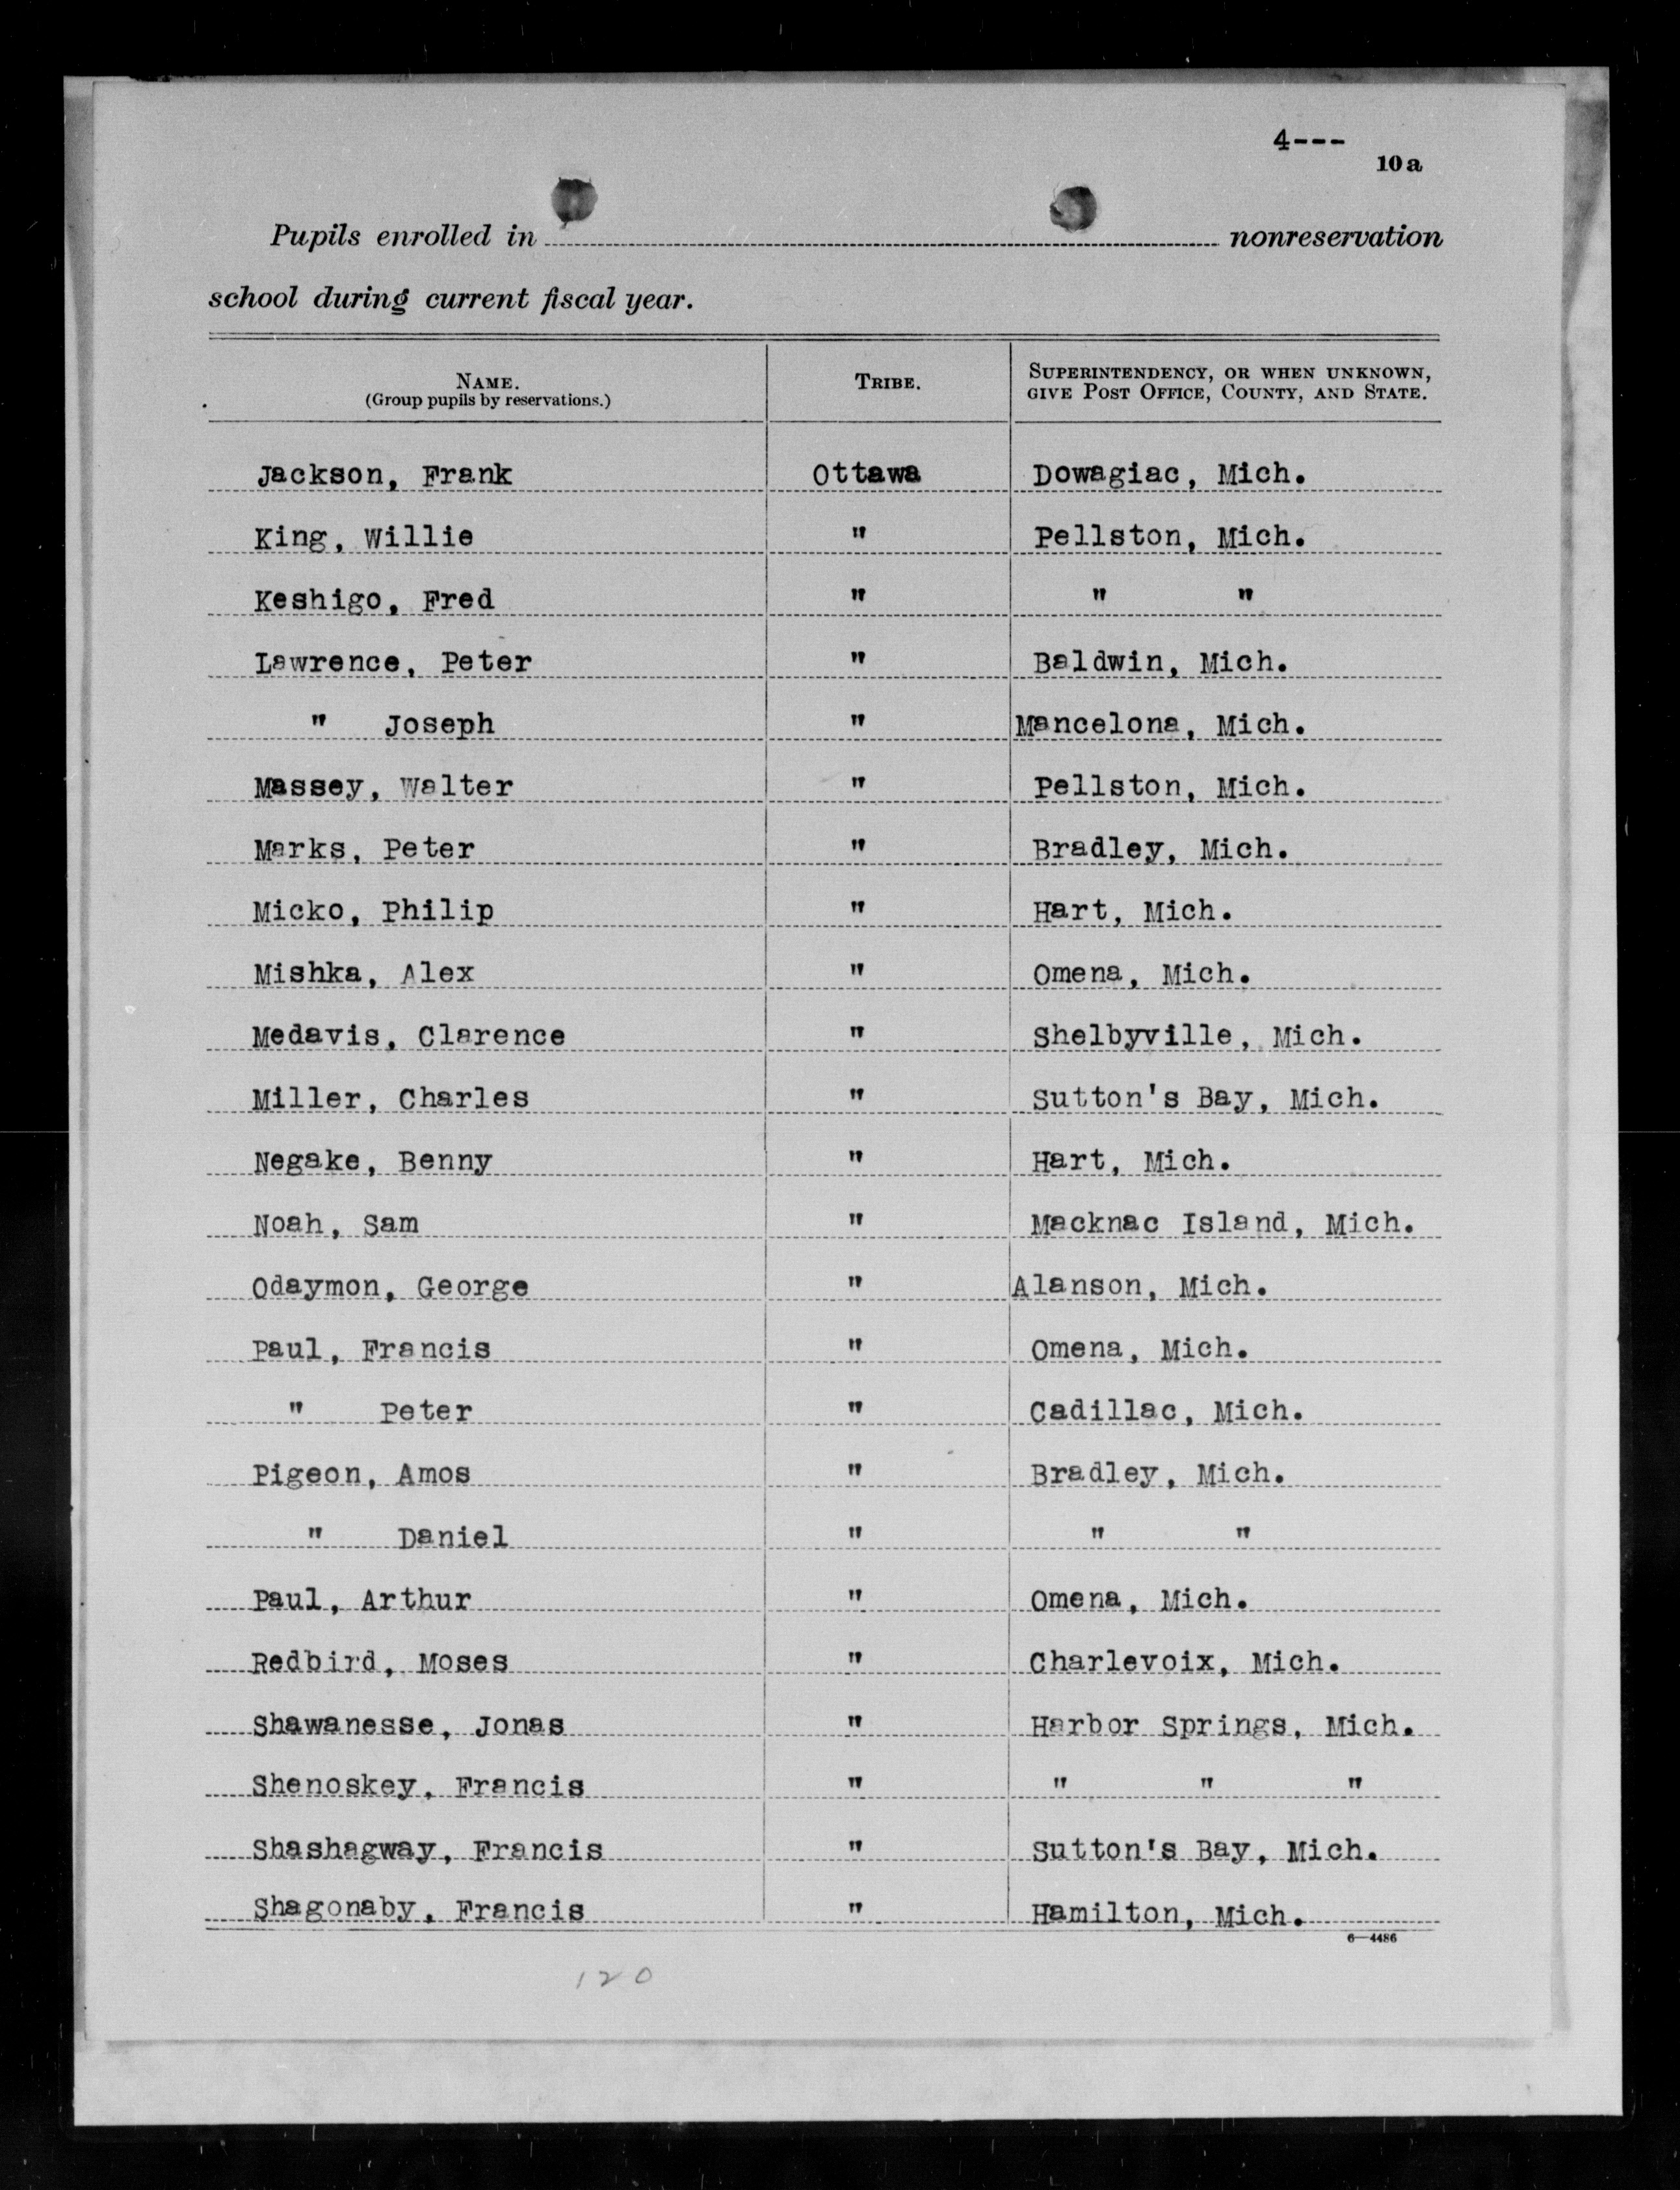 4---
10 a
Pupils enrolled in nonreservation
school during current fiscal year.
NAME. TRIBE. SUPERINTENDENCY, OR WHEN UNKNOWN,
(Group pupils by reservations.) GIVE POST OFFICE, COUNTY, AND STATE.
Jackson, Frank Ottawa Dowagiac, Mich.
King, Willie " Pellston, Mich.
Keshigo, Fred " " "
Lawrence, Peter " Baldwin, Mich.
" Joseph " Mancelona, Mich.
Massey, Walter " Pellston, Mich.
Marks, Peter " Bradley, Mich.
Micko, Philip " Hart, Mich.
Mishka, Alex " Omena, Mich.
Medavis, Clarence " Shelbyville, Mich.
Miller, Charles " Sutton's Bay, Mich.
Negake, Benny " Hart, Mich.
Noah, Sam " Macknac Island, Mich.
Odaymon, George " Alanson, Mich.
Paul, Francis " Omena, Mich.
" Peter " Cadillac, Mich.
Pigeon, Amos " Bradley, Mich.
" Daniel " " "
Paul, Arthur " Omena, Mich.
Redbird, Moses " Charlevoix, Mich.
Shawanesse, Jonas " Harbor Springs, Mich.
Shenoskey, Francis " " " "
Shashagway, Francis " Sutton's Bay, Mich.
Shagonaby, Francis " Hamilton, Mich.
6—4486
120